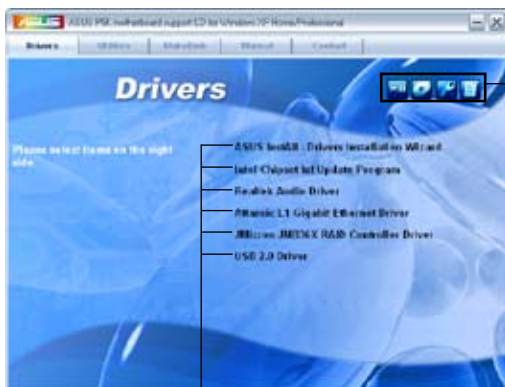 ASUS P5K motherboard support CD for Windows XP Home/Professional
Drivers Utilities Make Disk Manual Contact
Drivers
Please select items on the right
side.
ASUS InstAll - Drivers Installation Wizard
Intel Chipset Inf Update Program
Realtek Audio Driver
Attansic L1 Gigabit Ethernet Driver
JMicron JMB36X RAID Controller Driver
USB 2.0 Driver